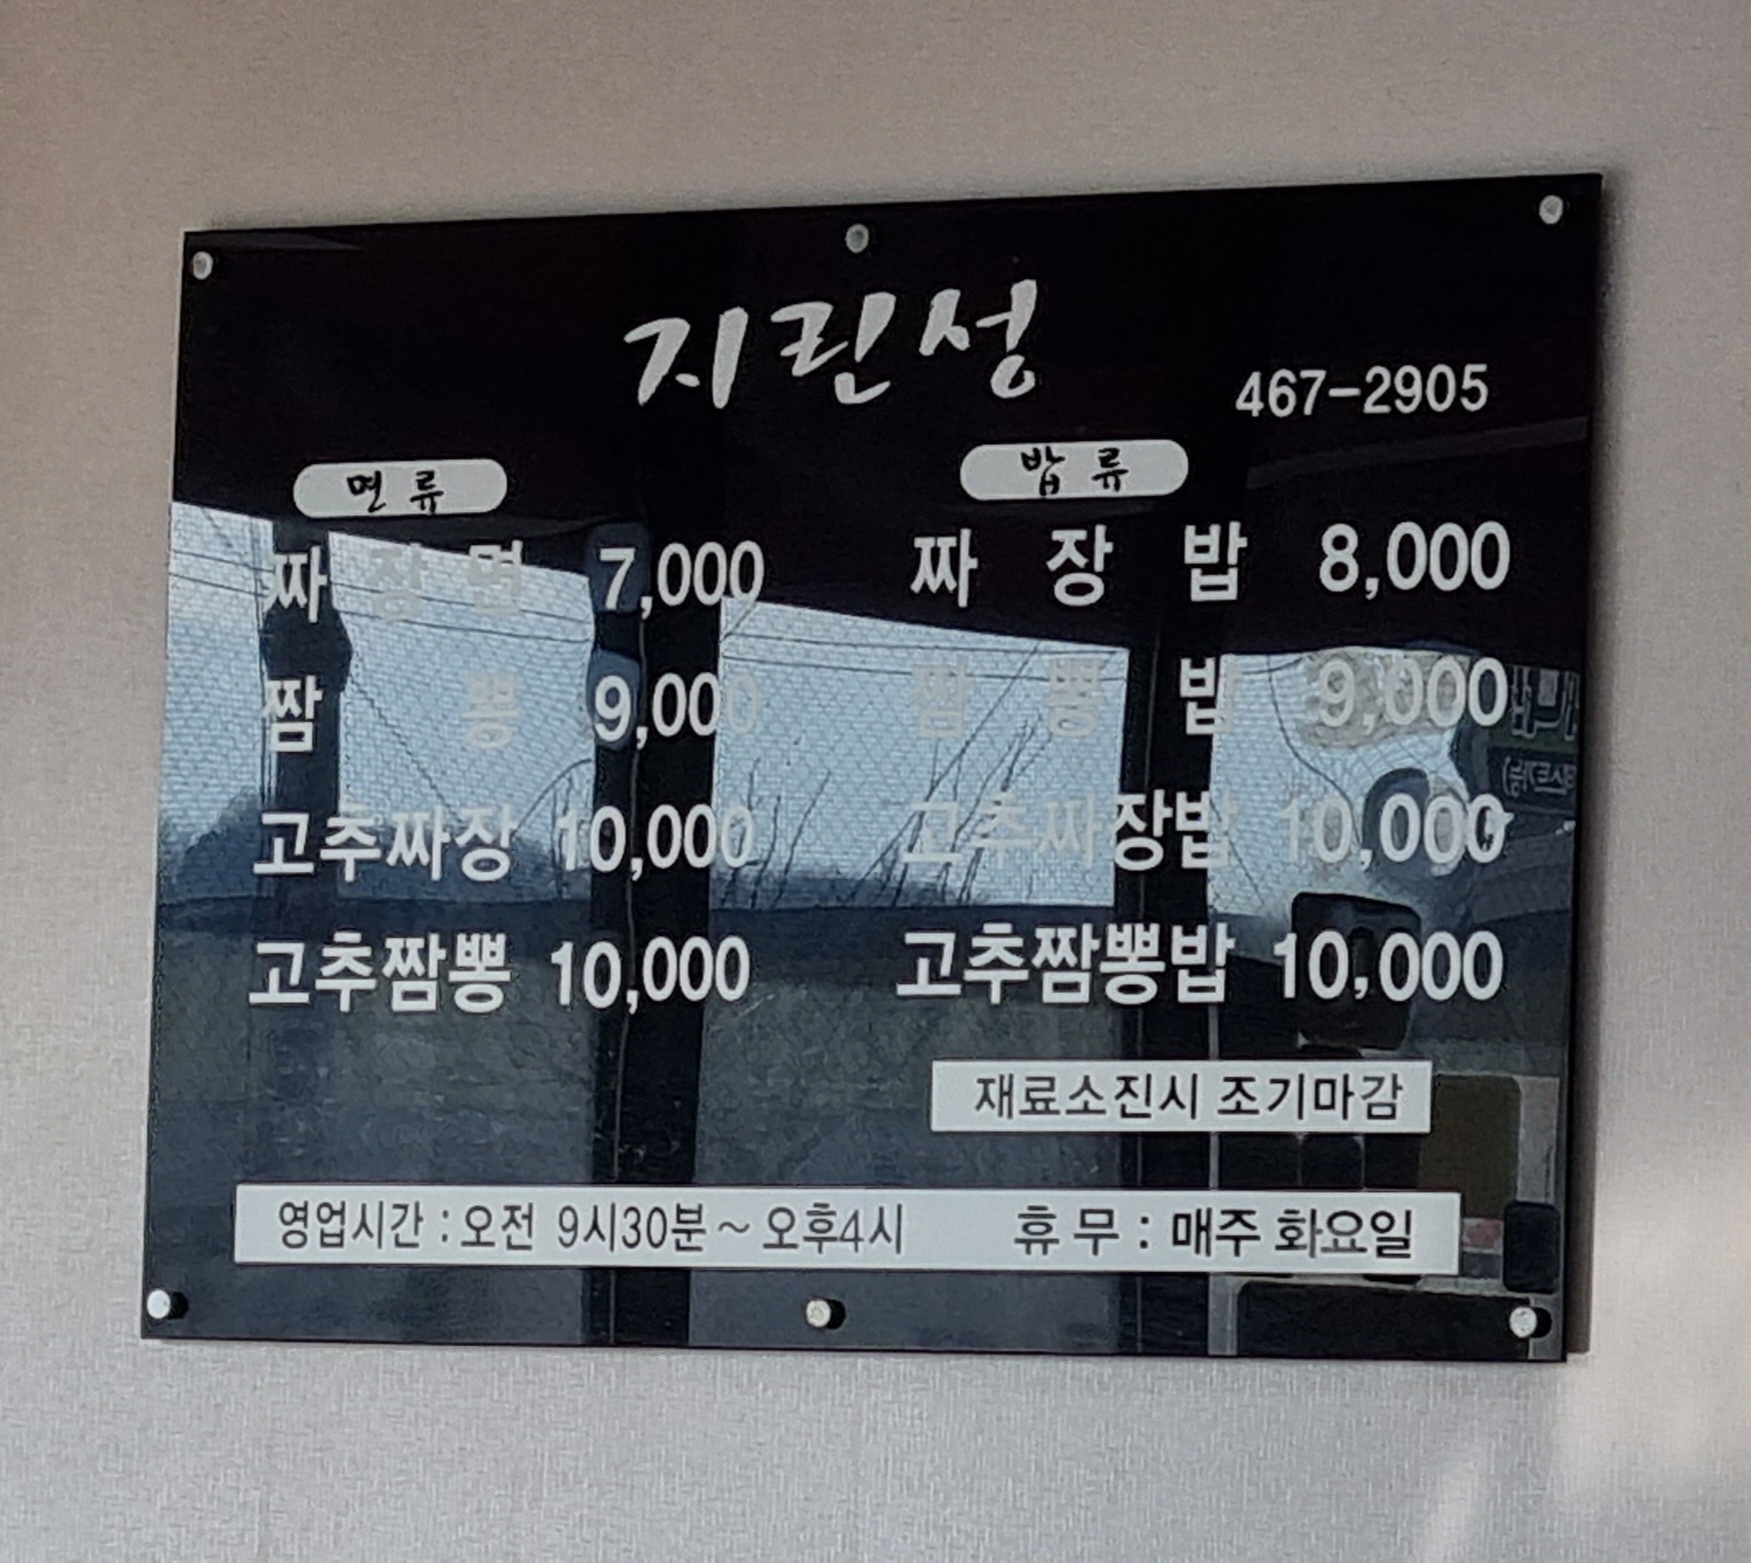 지린성
467-2905
면류
짜장면 7,000
짬뽕 9,000
고추짜장 10,000
고추짬뽕 10,000
밥류
짜장밥 8,000
짬뽕밥 9,000
고추짜장밥 10,000
고추짬뽕밥 10,000
재료소진시 조기마감
영업시간 : 오전 9시30분~오후4시 휴무 : 매주 화요일